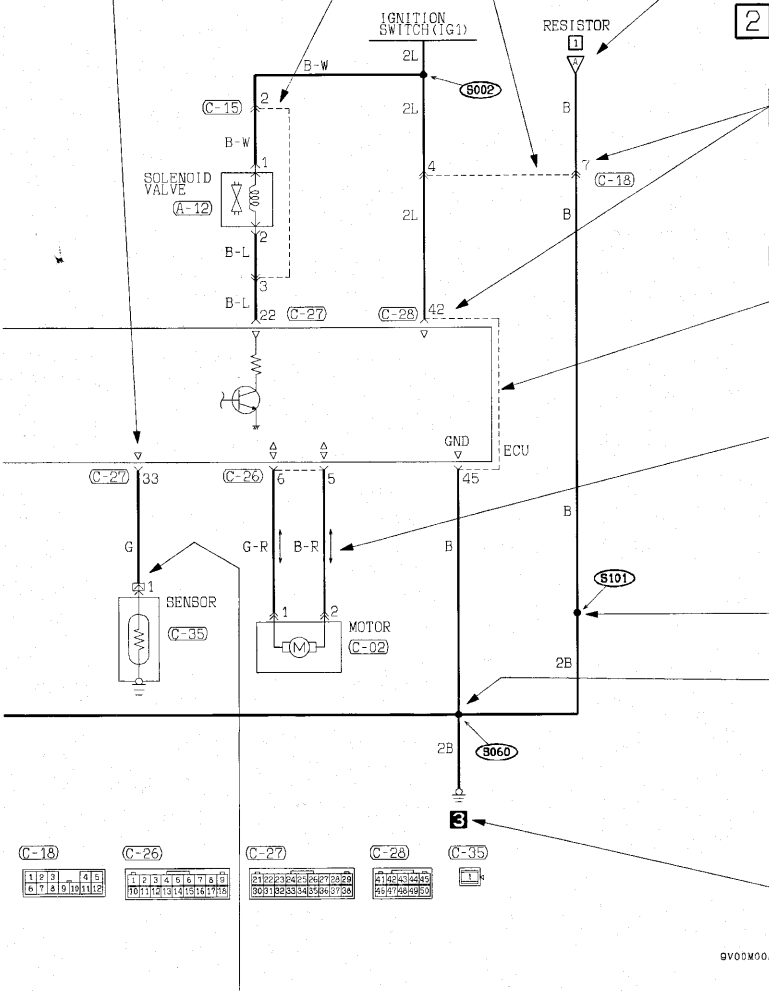 IGNITION
SWITCH(IG1)
RESISTOR
2
1
A
B-W
2L
S002
C-15
2
2L
B
B-W
4
7
C-18
SOLENOID
VALVE
1
A-12
2L
B
2
B-L
3
B-L
22
C-27
C-28
42
GND
ECU
C-27
33
C-26
6
5
45
B
G
G-R
B-R
B
S101
1
SENSOR
C-35
1
2
M
MOTOR
C-02
2B
2B
S060
3
C-18
C-26
C-27
C-28
C-35
1 2 3 4 5
6 7 8 9 10 11 12
1 2 3 4 5 6 7 8 9
10 11 12 13 14 15 16 17 18
21 22 23 24 25 26 27 28 29
30 31 32 33 34 35 36 37 38
41 42 43 44 45
46 47 48 49 50
1
9V00M00